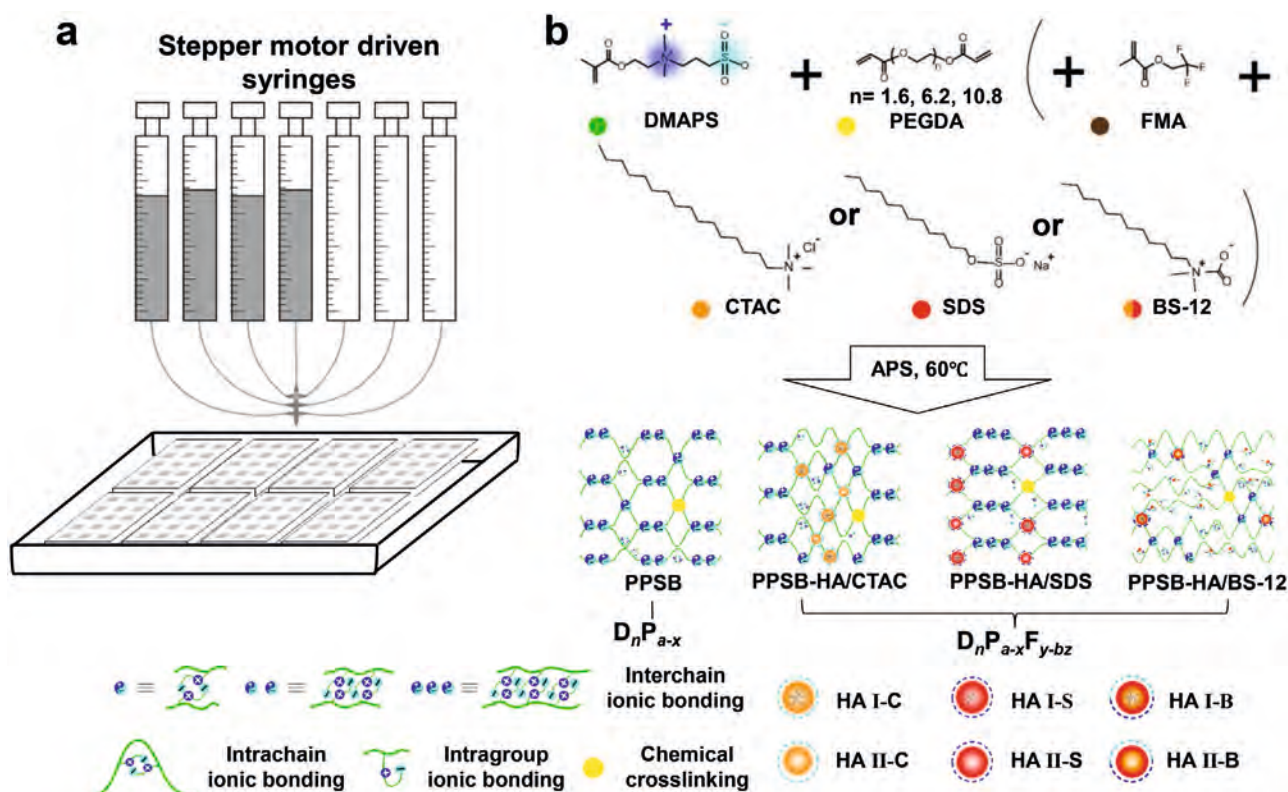 a
Stepper motor driven
syringes
b
+
-
O
O
O
N
S
O
O
-
+
O
O
O
n
O
+
O
O
F
F
F
+
n= 1.6, 6.2, 10.8
DMAPS
PEGDA
FMA
or
or
N
+
Cl-
O
O
S
O
O-
Na+
N
+
O-
O
CTAC
SDS
BS-12
APS, 60℃
PPSB
PPSB-HA/CTAC
PPSB-HA/SDS
PPSB-HA/BS-12
DnPa-x
DnPa-xFy-bz
Interchain
ionic bonding
HA I-C
HA I-S
HA I-B
Intrachain
ionic bonding
Intragroup
ionic bonding
Chemical
crosslinking
HA II-C
HA II-S
HA II-B